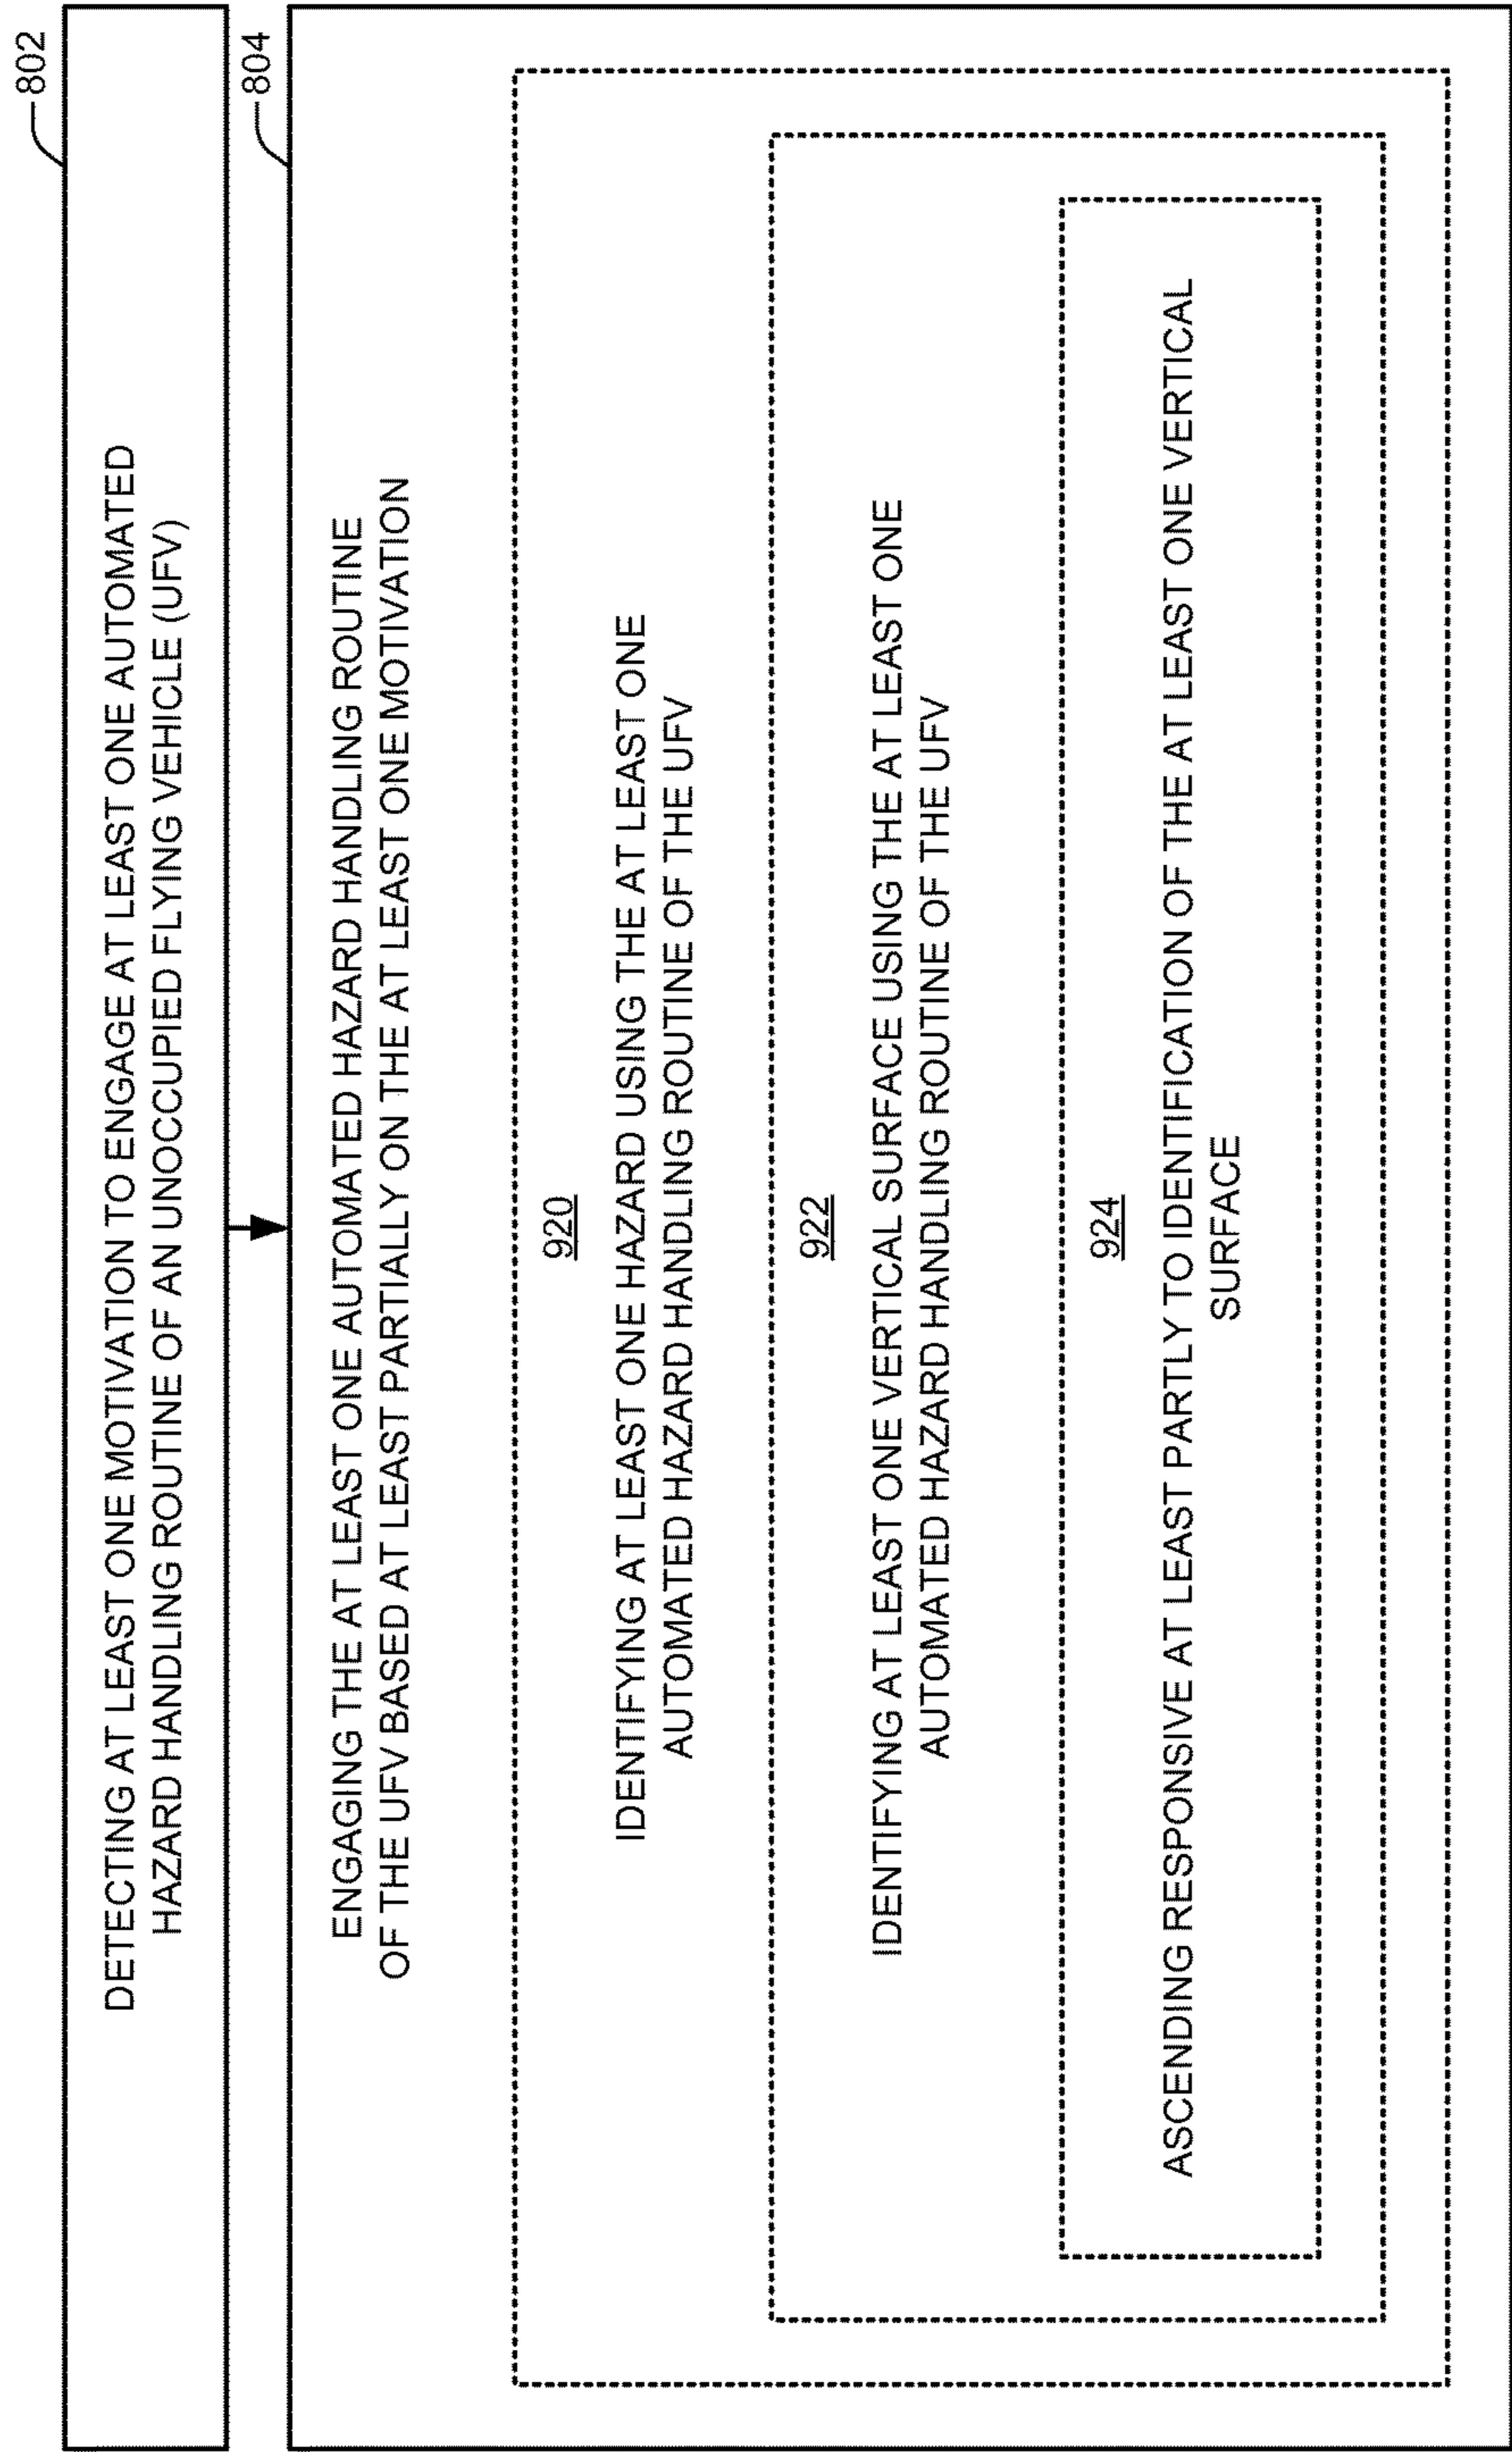 802
DETECTING AT LEAST ONE MOTIVATION TO ENGAGE AT LEAST ONE AUTOMATED
HAZARD HANDLING ROUTINE OF AN UNOCCUPIED FLYING VEHICLE (UFV)
804
ENGAGING THE AT LEAST ONE AUTOMATED HAZARD HANDLING ROUTINE
OF THE UFV BASED AT LEAST PARTIALLY ON THE AT LEAST ONE MOTIVATION
920
IDENTIFYING AT LEAST ONE HAZARD USING THE AT LEAST ONE
AUTOMATED HAZARD HANDLING ROUTINE OF THE UFV
922
IDENTIFYING AT LEAST ONE VERTICAL SURFACE USING THE AT LEAST ONE
AUTOMATED HAZARD HANDLING ROUTINE OF THE UFV
924
ASCENDING RESPONSIVE AT LEAST PARTLY TO IDENTIFICATION OF THE AT LEAST ONE VERTICAL
SURFACE